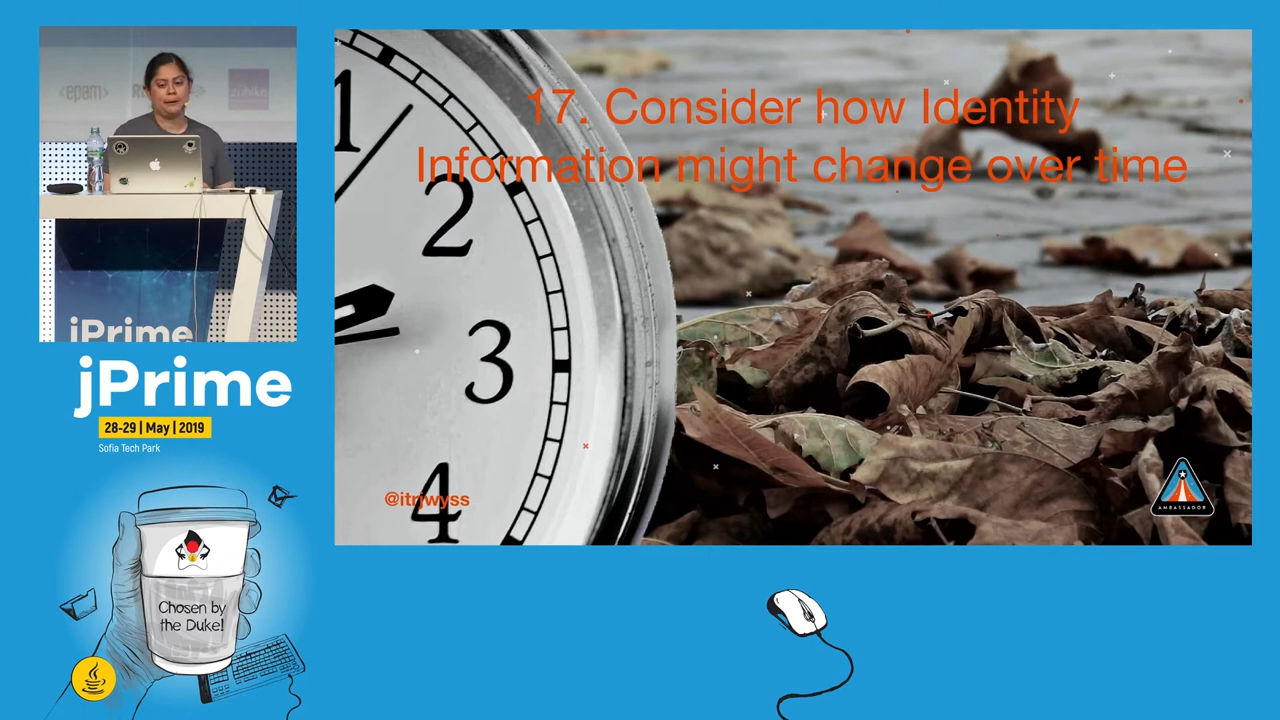 <epam>
17. Consider how Identity
Information might change over time
1
2
3
4
@itrjwyss
AMBASSADOR
jPrime
jPrime
28-29 | May | 2019
Sofia Tech Park
Chosen by
the Duke!